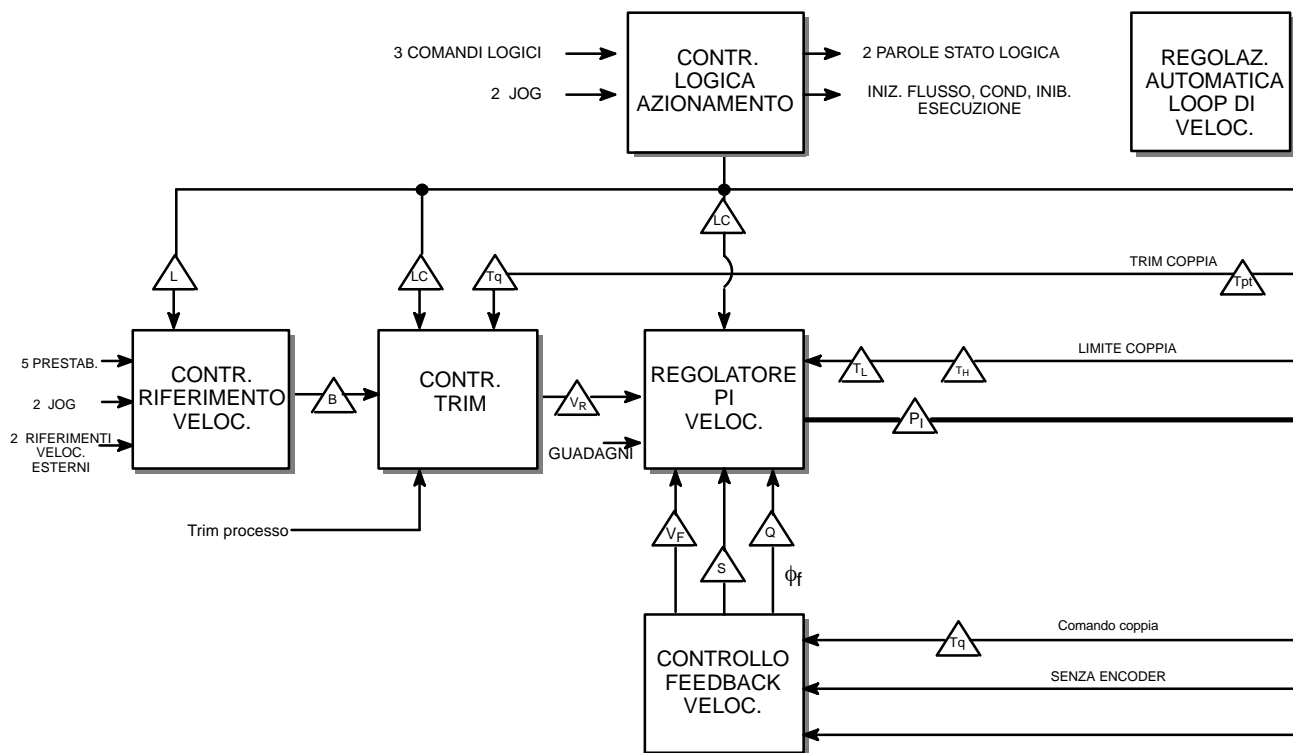 3 COMANDI LOGICI
2 JOG
CONTR.
LOGICA
AZIONAMENTO
2 PAROLE STATO LOGICA
INIZ. FLUSSO, COND, INIB.
ESECUZIONE
REGOLAZ.
AUTOMATICA
LOOP DI
VELOC.
LC
L
LC
Tq
TRIM COPPIA
Tpt
5 PRESTAB.
2 JOG
2 RIFERIMENTI
VELOC.
ESTERNI
CONTR.
RIFERIMENTO
VELOC.
B
CONTR.
TRIM
VR
GUADAGNI
REGOLATORE
PI
VELOC.
LIMITE COPPIA
TL
TH
PI
Trim processo
VF
S
Q
ϕf
CONTROLLO
FEEDBACK
VELOC.
Comando coppia
Tq
SENZA ENCODER